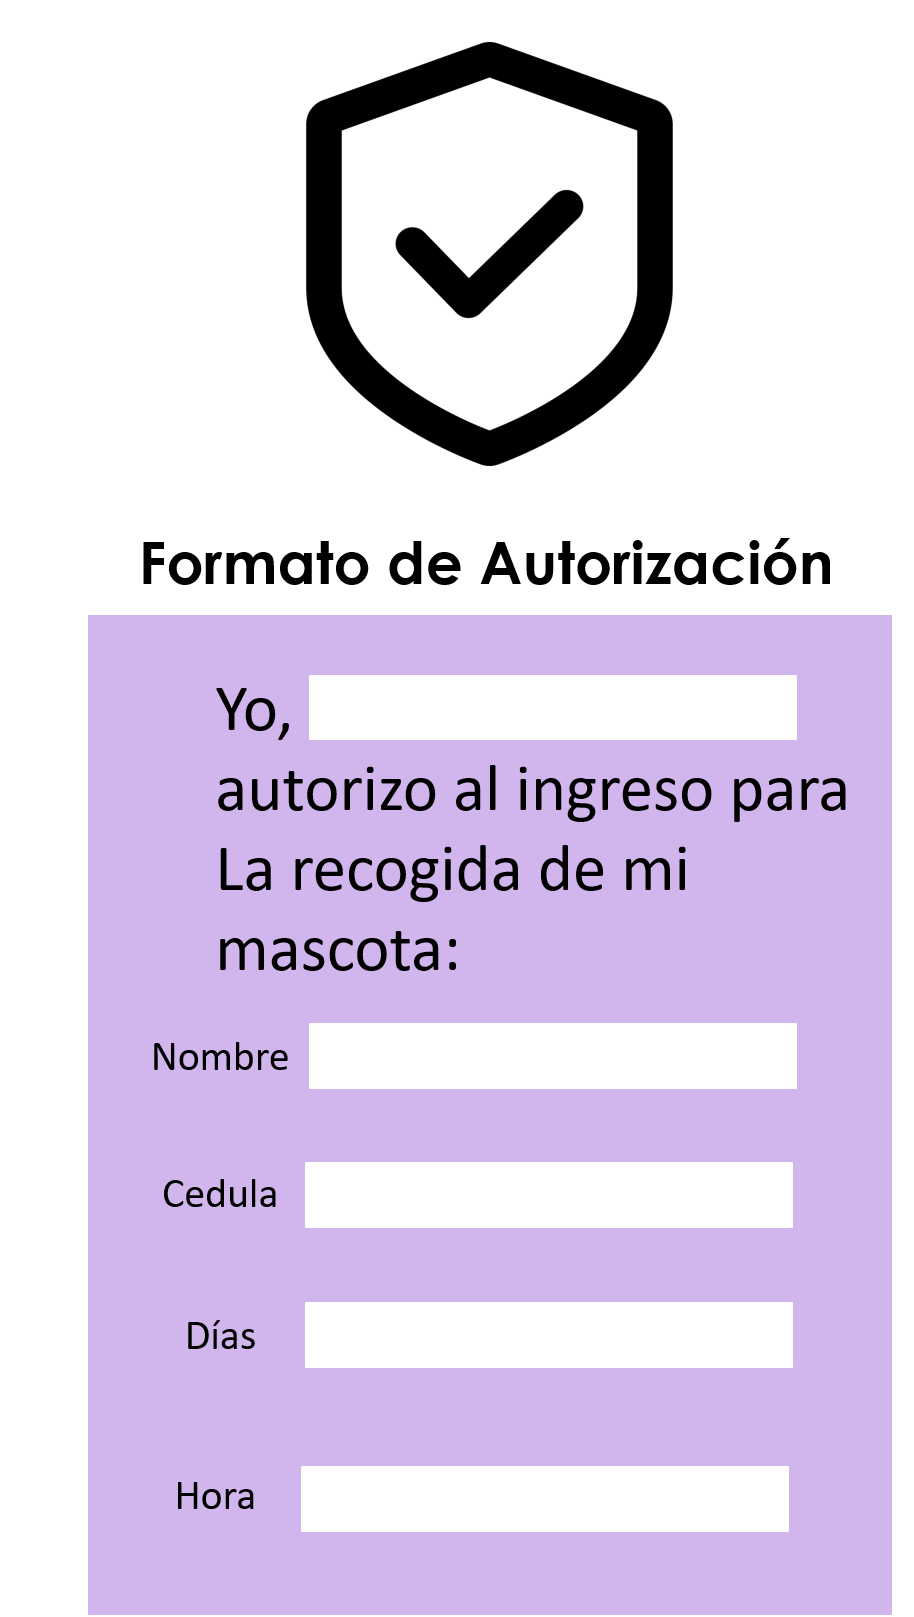 Formato de Autorización
Yo,
autorizo al ingreso para
La recogida de mi
mascota:
Nombre
Cedula
Días
Hora